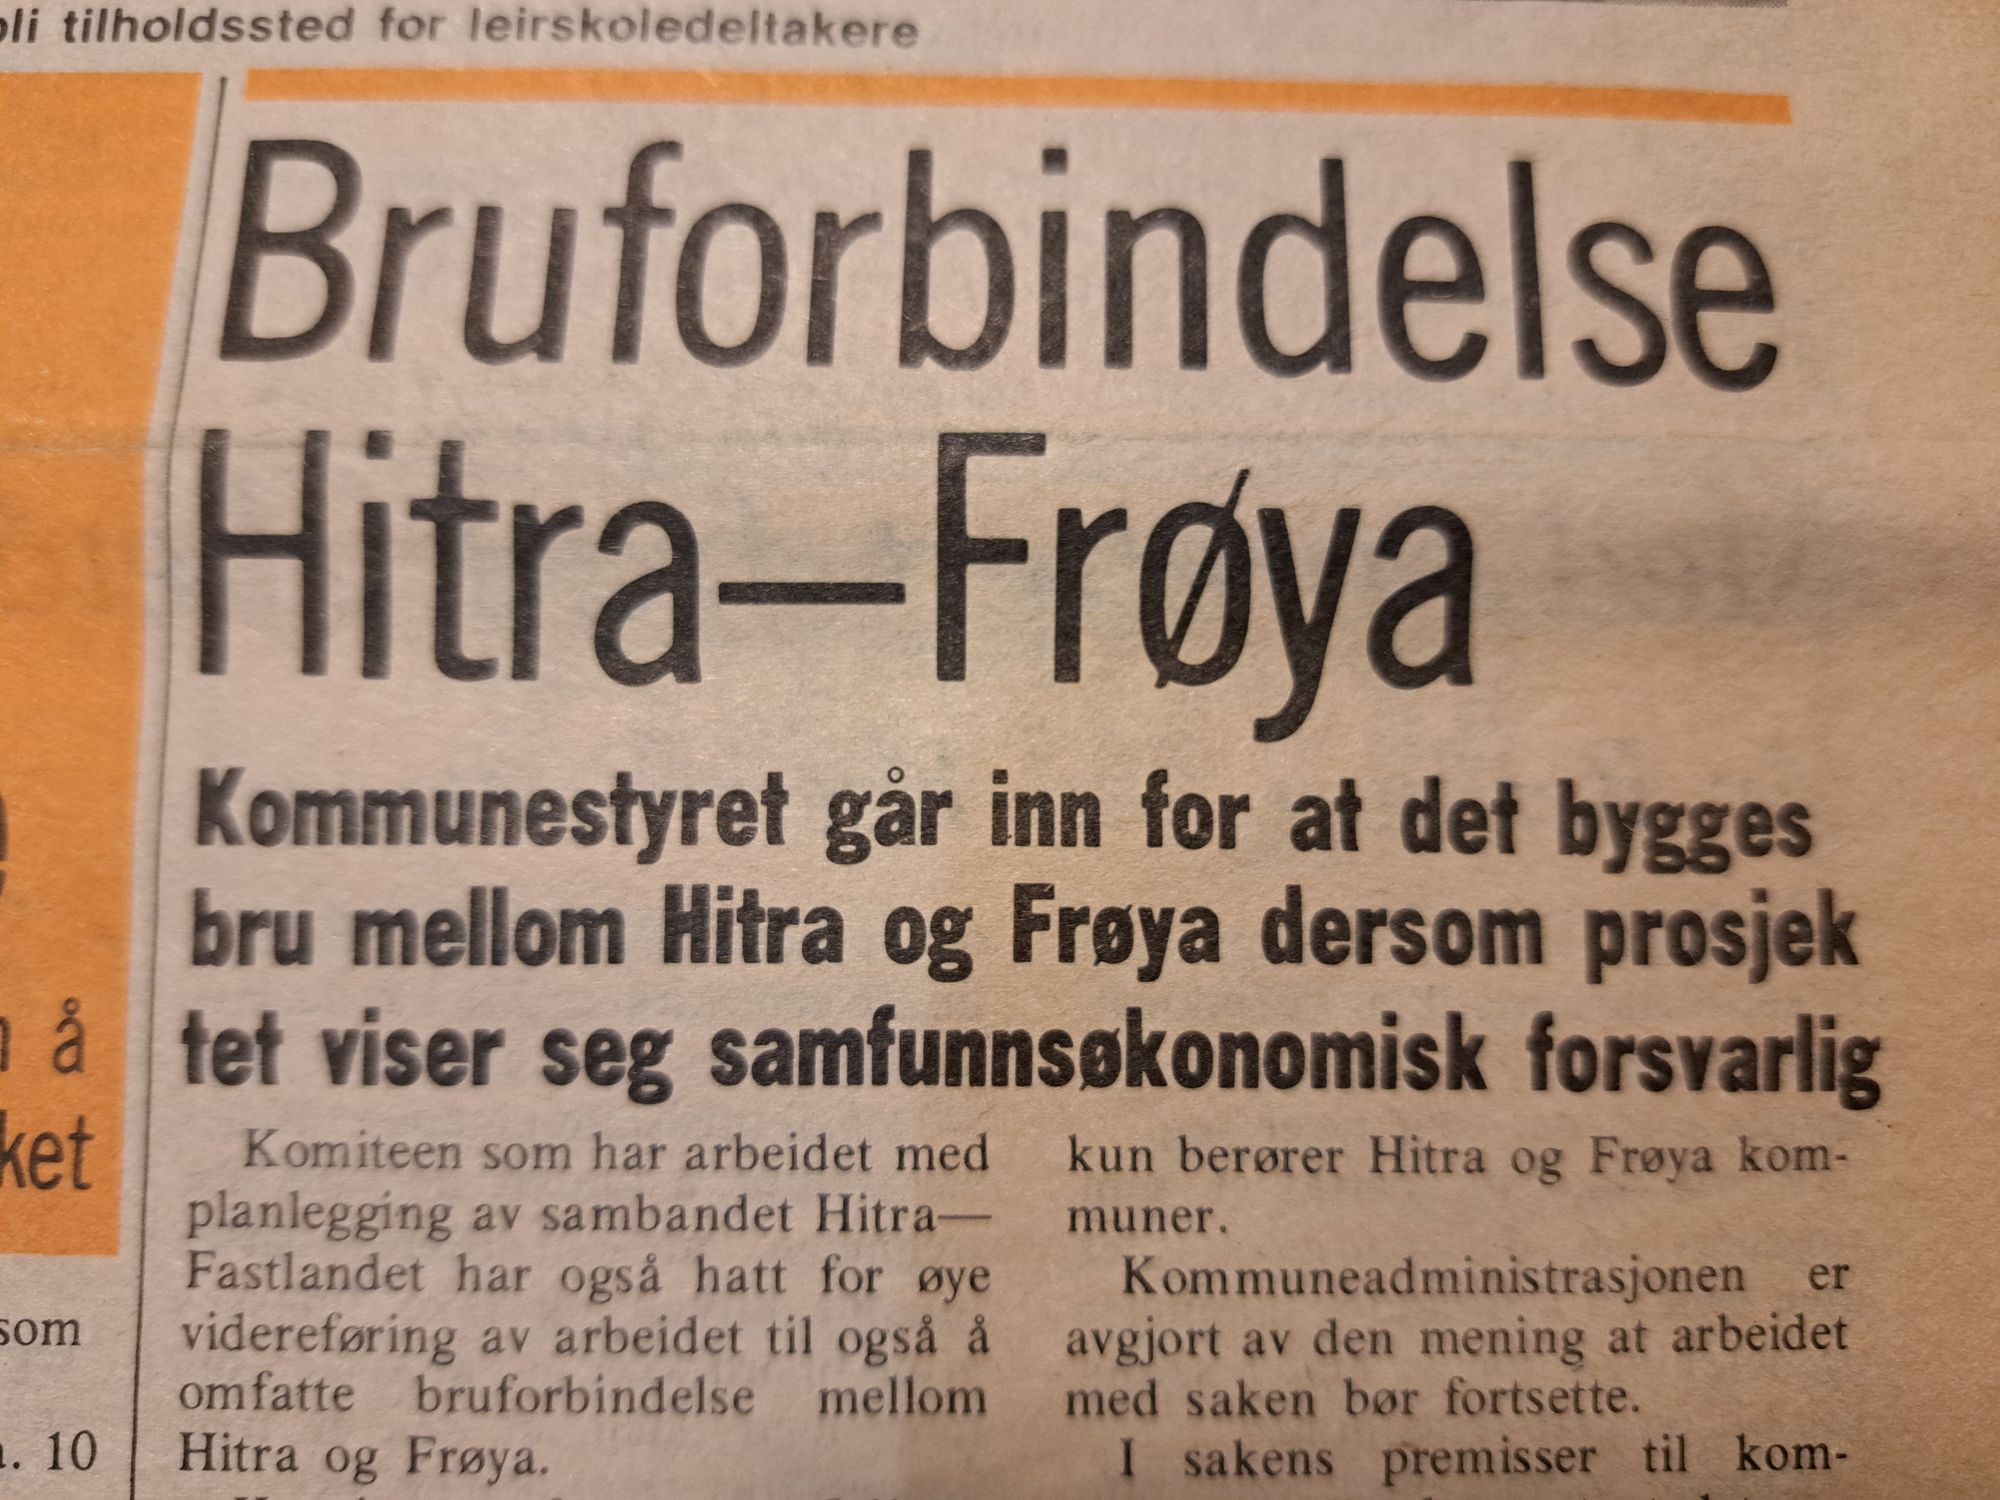 tilholdssted for leirskoledeltakere
Bruforbindelse
Hitra—Frøya
Kommunestyret går inn for at det bygges
bru mellom Hitra og Frøya dersom prosjek
tet viser seg samfunnsøkonomisk forsvarlig
Komiteen som har arbeidet med
planlegging av sambandet Hitra—
Fastlandet har også hatt for øye
videreføring av arbeidet til også å
omfatte bruforbindelse mellom
Hitra og Frøya.
kun berører Hitra og Frøya kom-
muner.
Kommuneadministrasjonen er
avgjort av den mening at arbeidet
med saken bør fortsette.
I sakens premisser til kom-
å
ket
som
10